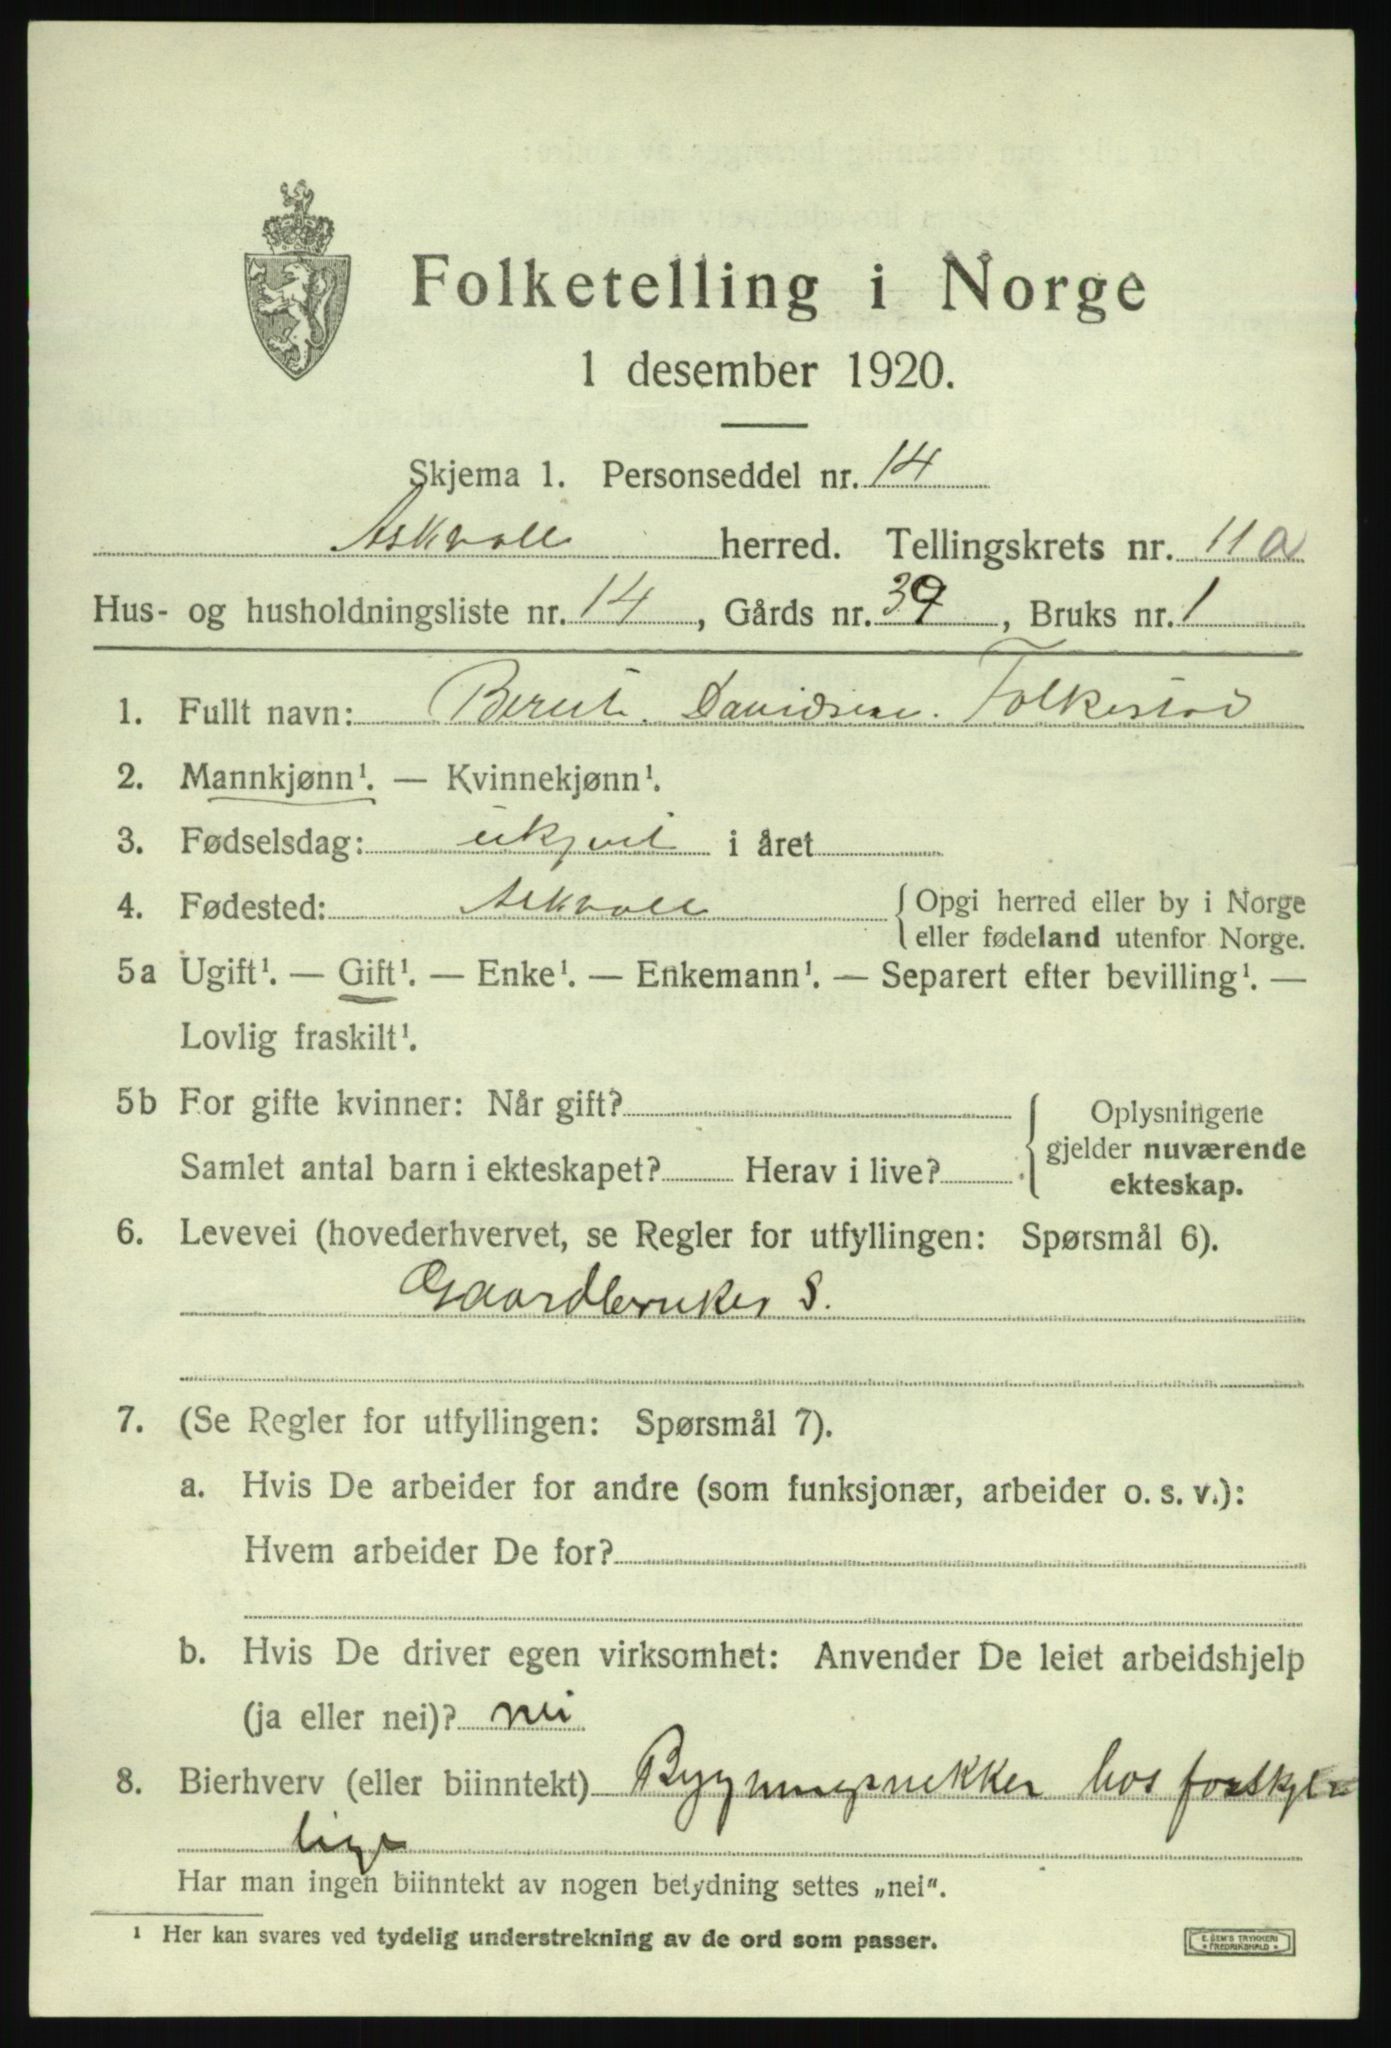 Folketelling i Norge
1 desember 1920.
Skjema 1. Personseddel nr. 14
Askvoll herred. Tellingskrets nr. 11 a
Hus- og husholdningsliste nr. 14, Gårds nr. 39, Bruks nr. 1
1. Fullt navn: Berent. Davidsen. Folkestad
2. Mannkjønn¹. — Kvinnekjønn¹.
3. Fødselsdag: ukjent i året
4. Fødested: Askvoll { Opgi herred eller by i Norge
eller fødeland utenfor Norge.
5a Ugift¹. — Gift¹. — Enke¹. — Enkemann¹. — Separert efter bevilling¹. —
Lovlig fraskilt¹.
5b For gifte kvinner: Når gift?
Samlet antal barn i ekteskapet? Herav i live?
{ Oplysningene
gjelder nuværende
ekteskap.
6. Levevei (hovederhvervet, se Regler for utfyllingen: Spørsmål 6).
Gaardbruker S.
7. (Se Regler for utfyllingen: Spørsmål 7).
a. Hvis De arbeider for andre (som funksjonær, arbeider o. s. v.):
Hvem arbeider De for?
b. Hvis De driver egen virksomhet: Anvender De leiet arbeidshjelp
(ja eller nei)? nei
8. Bierhverv (eller biinntekt) Bygningsnekker hos forskjel
lige
Har man ingen biinntekt av nogen betydning settes „nei“.
¹ Her kan svares ved tydelig understrekning av de ord som passer.
E. SEM'S TRYKKERI
* FREDRIKSHALD *